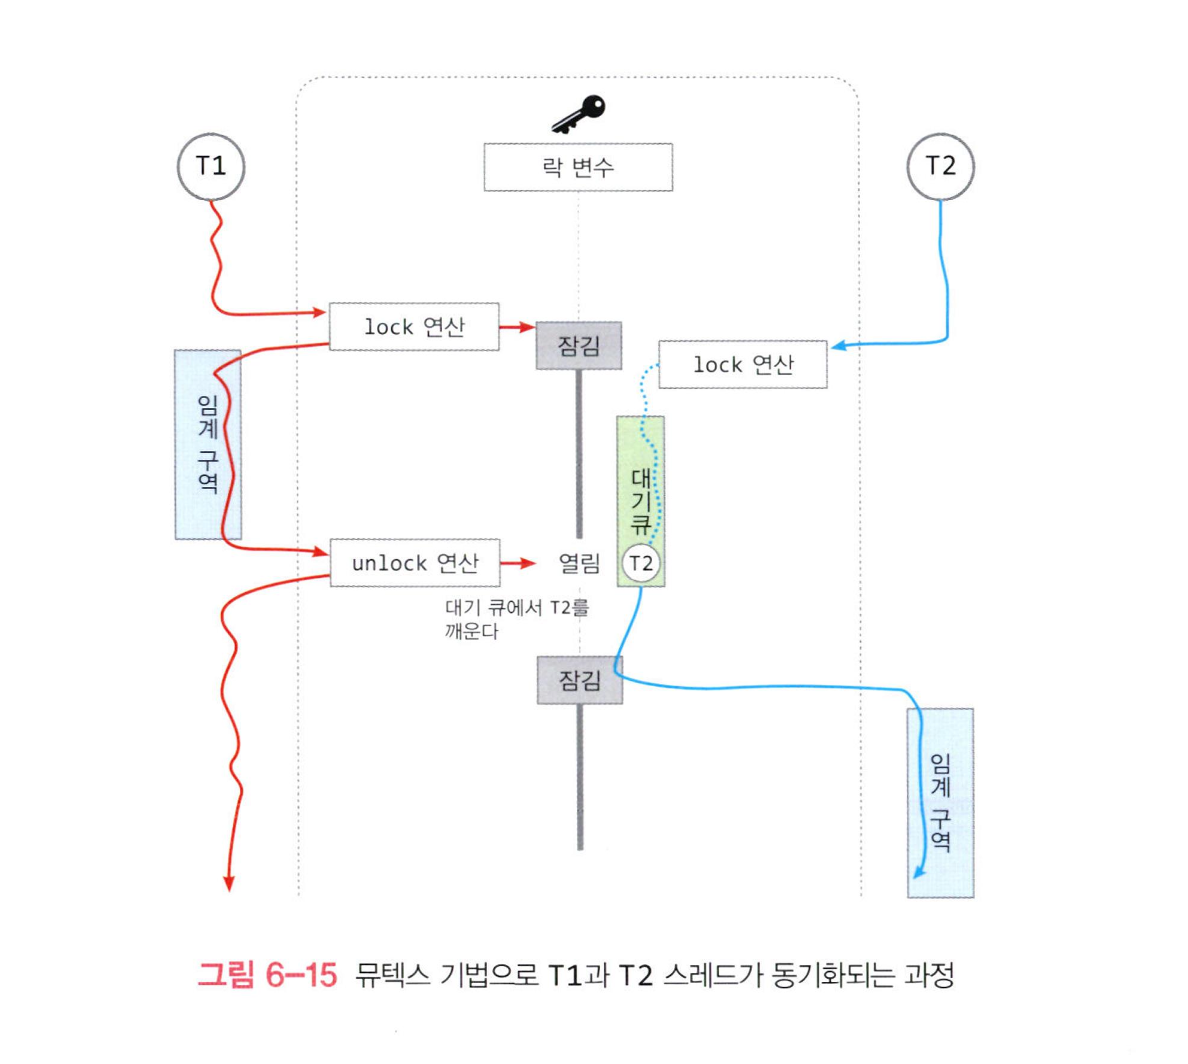 락 변수
T1
T2
lock 연산
잠김
lock 연산
임계 구역
대기 큐
unlock 연산
열림
T2
대기 큐에서 T2를
깨운다
잠김
임계 구역
그림 6-15 뮤텍스 기법으로 T1과 T2 스레드가 동기화되는 과정